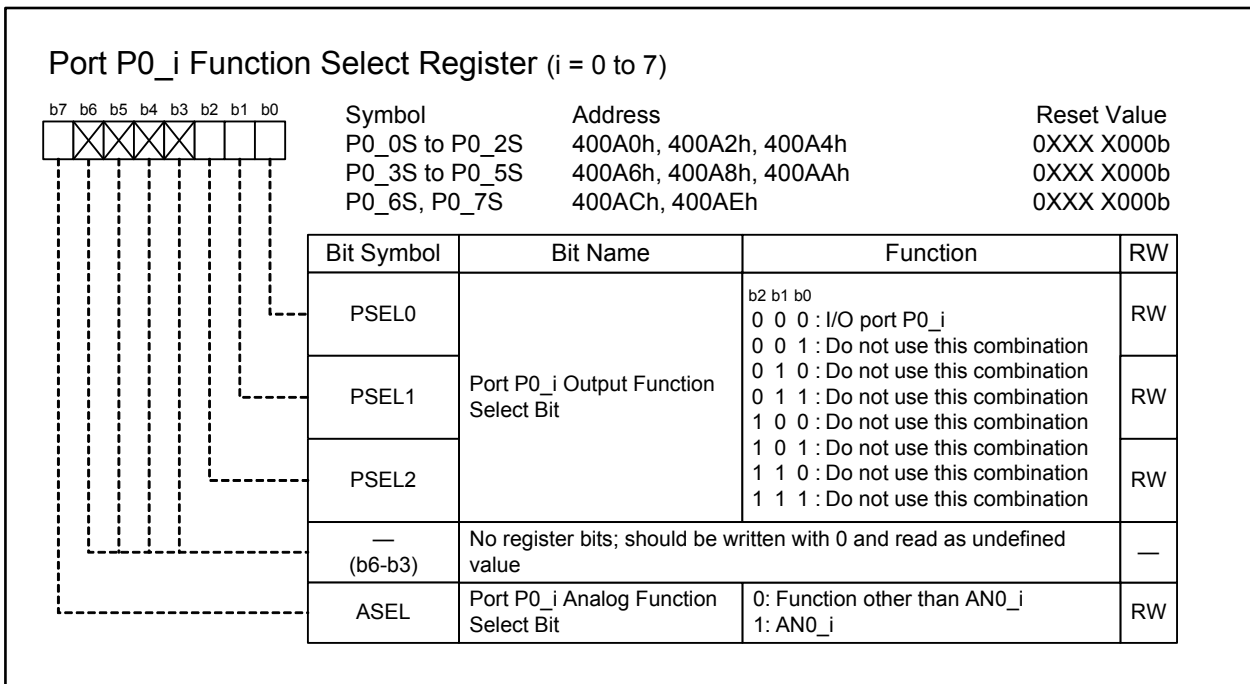 Port P0_i Function Select Register (i = 0 to 7)
b7 b6 b5 b4 b3 b2 b1 b0
Symbol Address Reset Value
P0_0S to P0_2S 400A0h, 400A2h, 400A4h 0XXX X000b
P0_3S to P0_5S 400A6h, 400A8h, 400AAh 0XXX X000b
P0_6S, P0_7S 400ACh, 400AEh 0XXX X000b
Bit Symbol Bit Name Function RW
PSEL0
PSEL1
PSEL2
Port P0_i Output Function
Select Bit
b2 b1 b0
0 0 0 : I/O port P0_i
0 0 1 : Do not use this combination
0 1 0 : Do not use this combination
0 1 1 : Do not use this combination
1 0 0 : Do not use this combination
1 0 1 : Do not use this combination
1 1 0 : Do not use this combination
1 1 1 : Do not use this combination
RW
RW
RW
—
(b6-b3)
No register bits; should be written with 0 and read as undefined
value
—
ASEL
Port P0_i Analog Function
Select Bit
0: Function other than AN0_i
1: AN0_i
RW